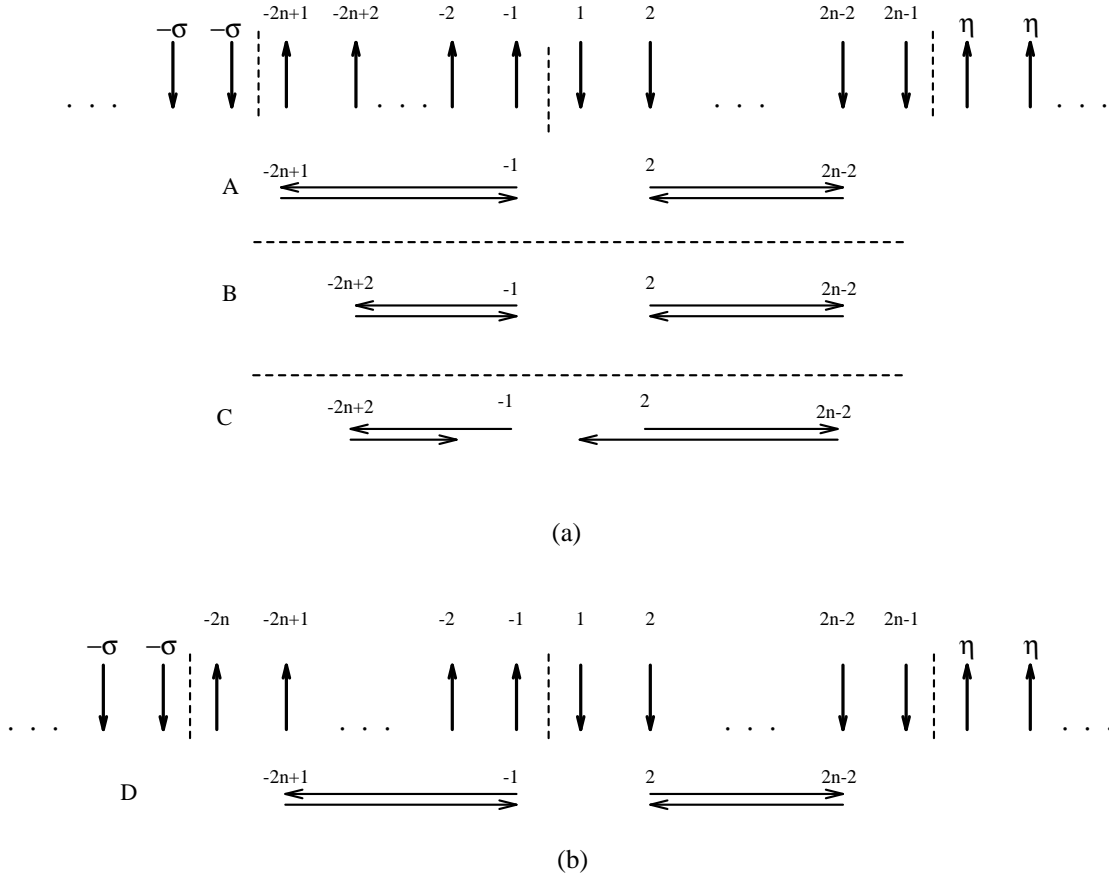 -2n+1 -2n+2 -2 -1 1 2 2n-2 2n-1
−σ −σ η η
. . . . . . . . . . . .
A -2n+1 -1 2 2n-2
B -2n+2 -1 2 2n-2
C -2n+2 -1 2 2n-2
(a)
-2n -2n+1 -2 -1 1 2 2n-2 2n-1
−σ −σ η η
. . . . . . . . . . . .
D -2n+1 -1 2 2n-2
(b)